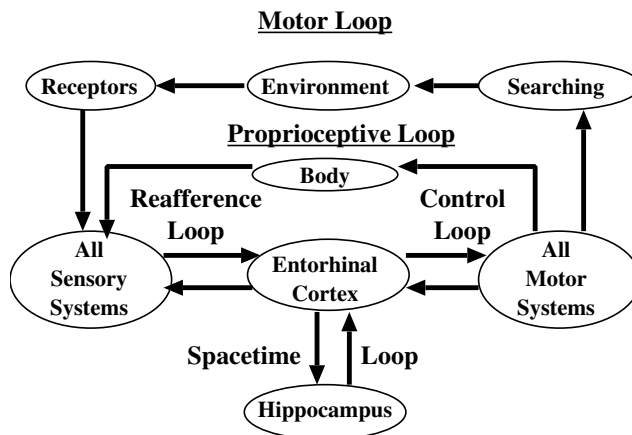 Motor Loop
Receptors
Environment
Searching
Proprioceptive Loop
Body
Reafference
Loop
Control
Loop
All
Sensory
Systems
Entorhinal
Cortex
All
Motor
Systems
Spacetime
Loop
Hippocampus